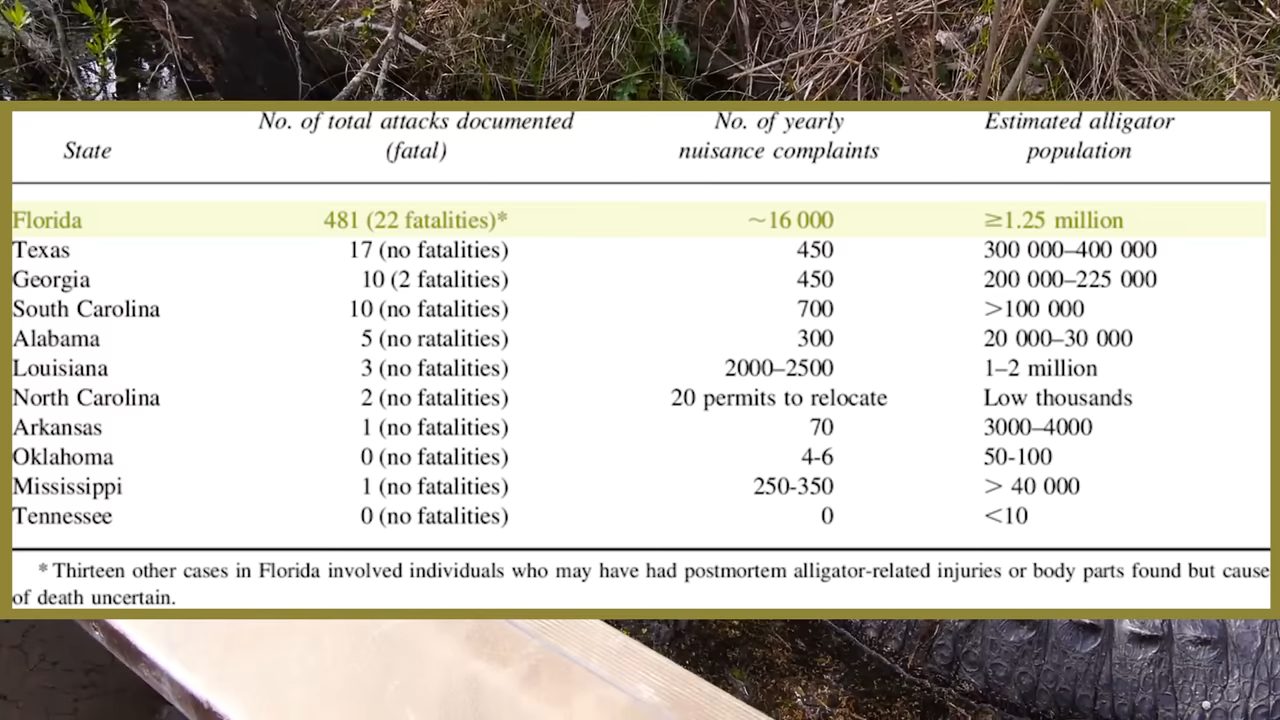 State No. of total attacks documented (fatal) No. of yearly nuisance complaints Estimated alligator population
Florida 481 (22 fatalities)* ~16 000 ≥1.25 million
Texas 17 (no fatalities) 450 300 000–400 000
Georgia 10 (2 fatalities) 450 200 000–225 000
South Carolina 10 (no fatalities) 700 >100 000
Alabama 5 (no ratalities) 300 20 000–30 000
Louisiana 3 (no fatalities) 2000–2500 1–2 million
North Carolina 2 (no fatalities) 20 permits to relocate Low thousands
Arkansas 1 (no fatalities) 70 3000–4000
Oklahoma 0 (no fatalities) 4-6 50-100
Mississippi 1 (no fatalities) 250-350 > 40 000
Tennessee 0 (no fatalities) 0 <10
* Thirteen other cases in Florida involved individuals who may have had postmortem alligator-related injuries or body parts found but cause
of death uncertain.